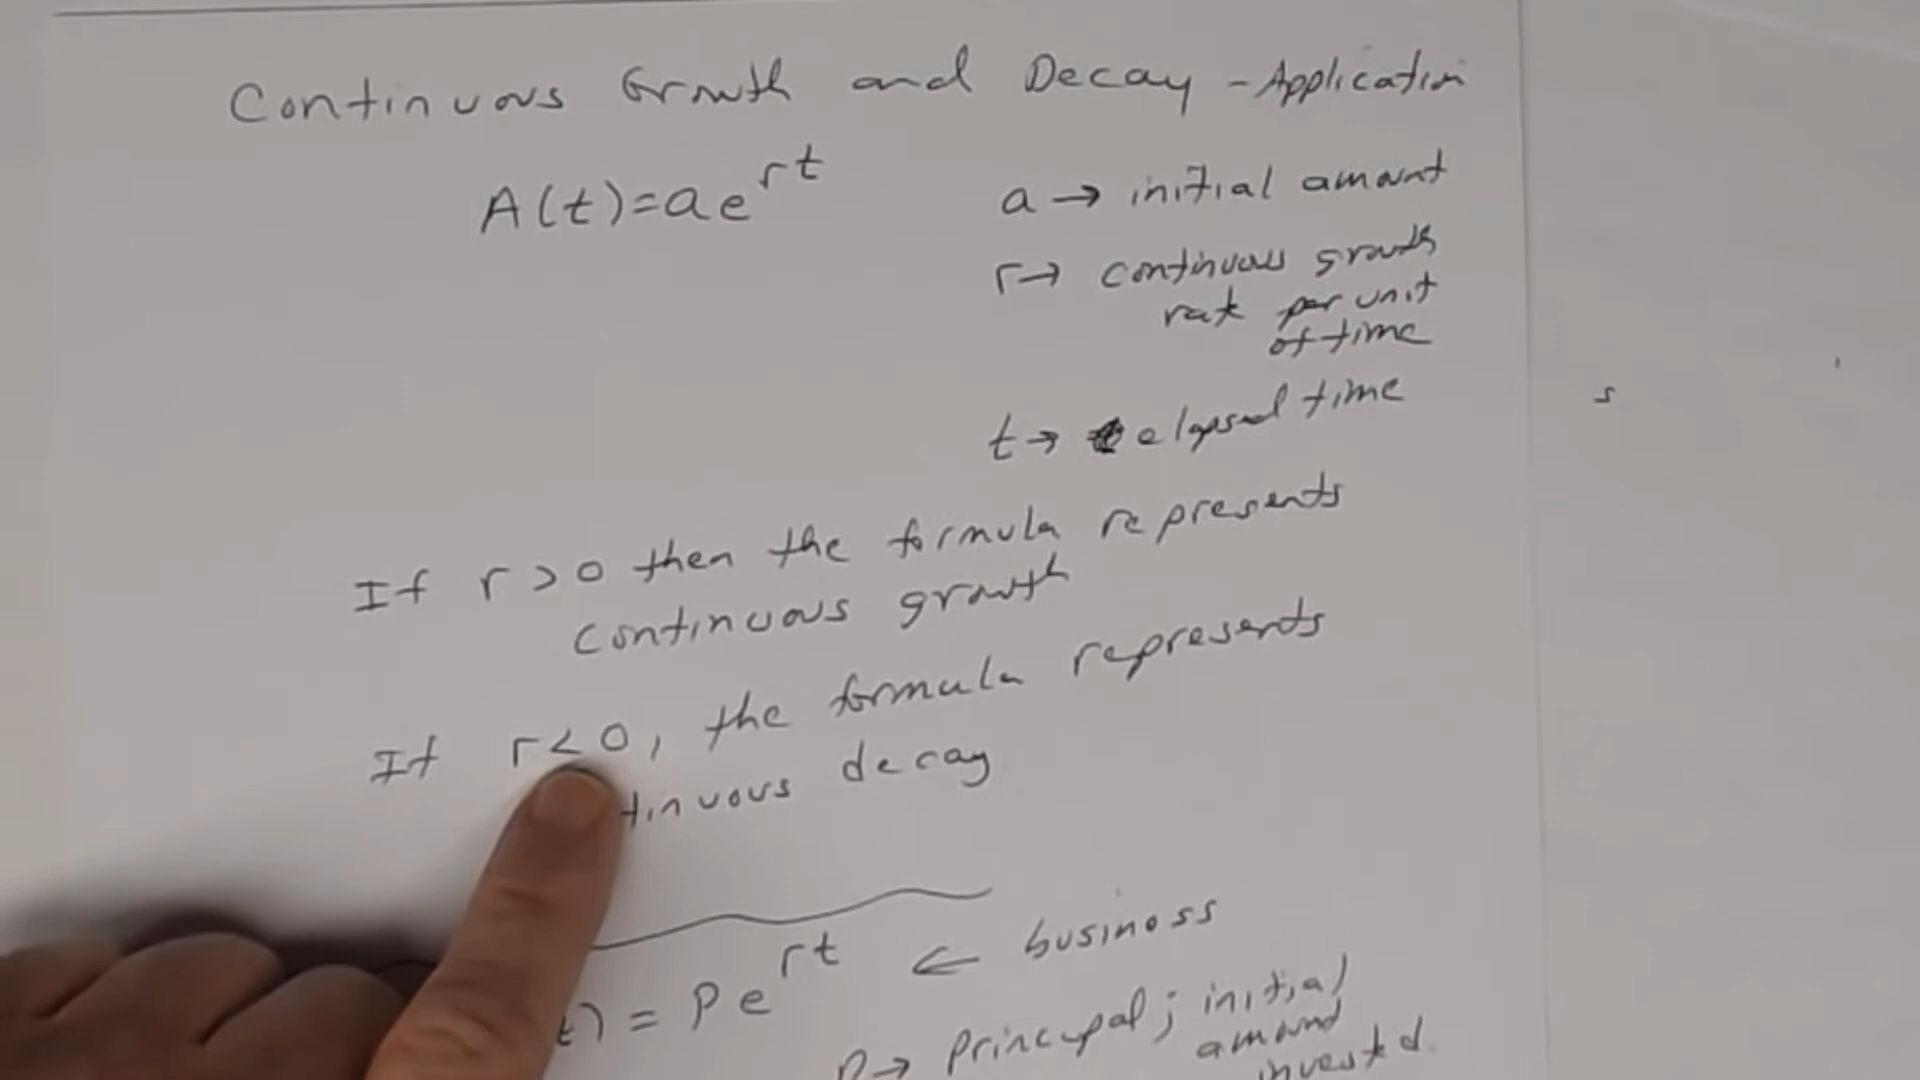 Continuous Growth and Decay - Application
A(t)=ae^rt
a → initial amount
r → continuous growth
rate per unit
of time
t → elapsed time
s
If r > 0 then the formula represents
continuous growth
If r < 0, the formula represents
tinuous decay
t) = Pe^rt ← business
P → Principal; initial
amount
invested.